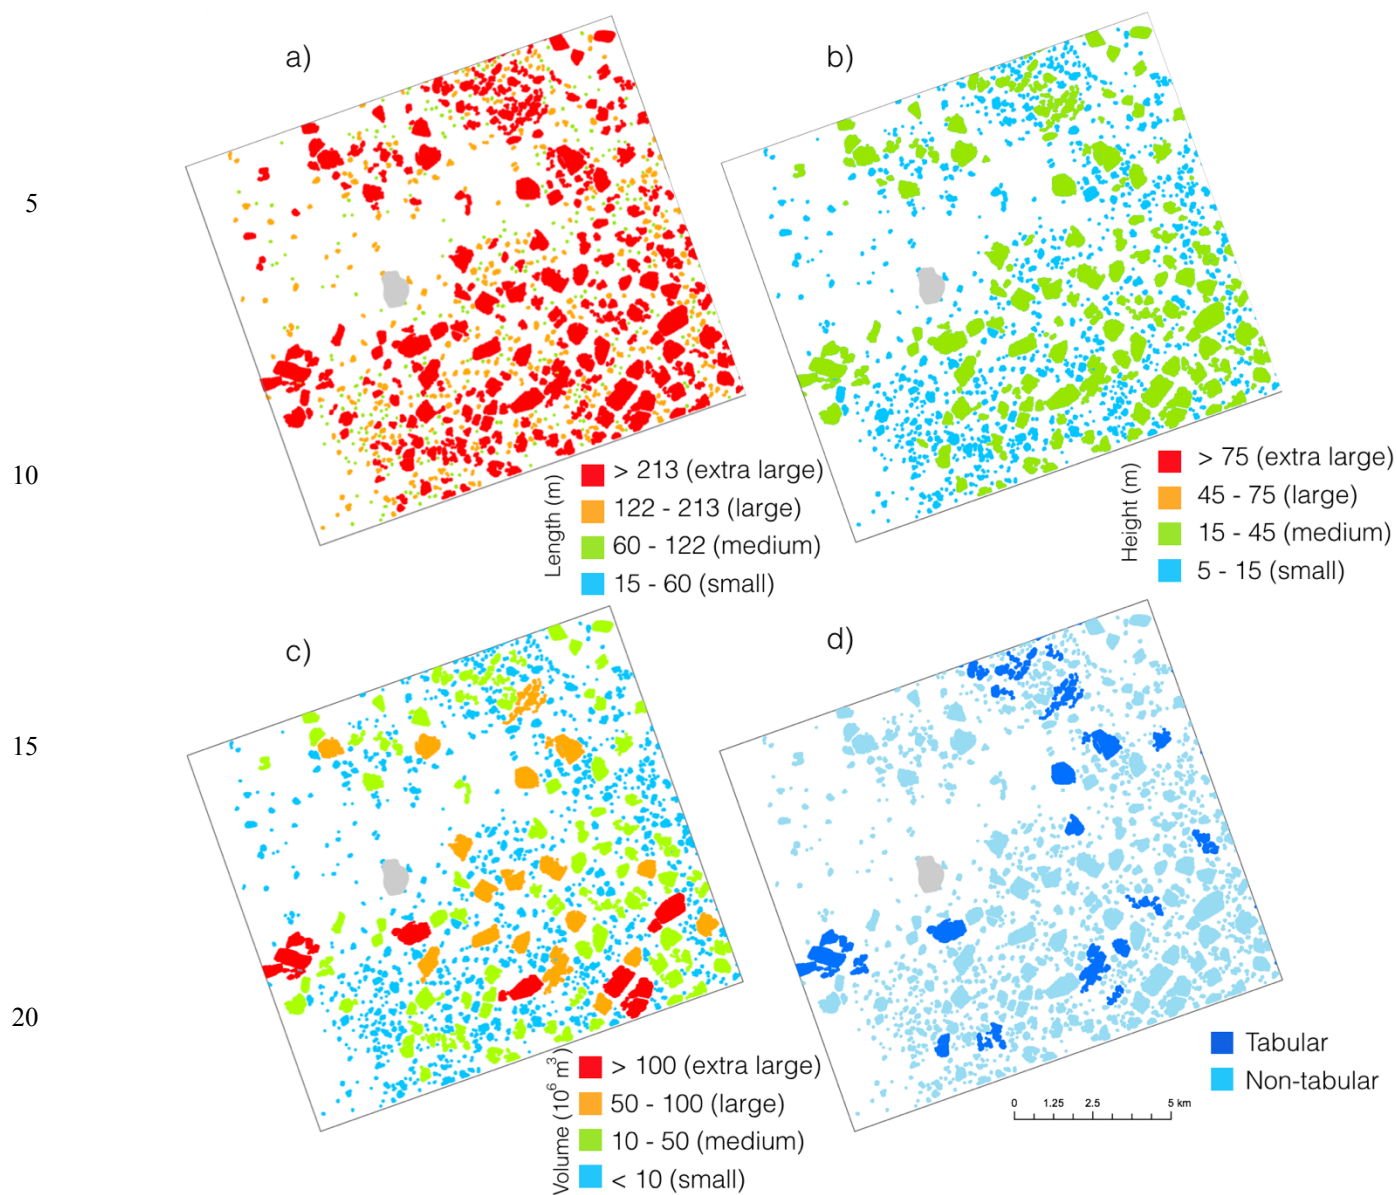 a)
b)
5
10
Length (m)
> 213 (extra large)
122 - 213 (large)
60 - 122 (medium)
15 - 60 (small)
Height (m)
> 75 (extra large)
45 - 75 (large)
15 - 45 (medium)
5 - 15 (small)
c)
d)
15
20
Volume (10⁶ m³)
> 100 (extra large)
50 - 100 (large)
10 - 50 (medium)
< 10 (small)
Tabular
Non-tabular
0 1.25 2.5 5 km